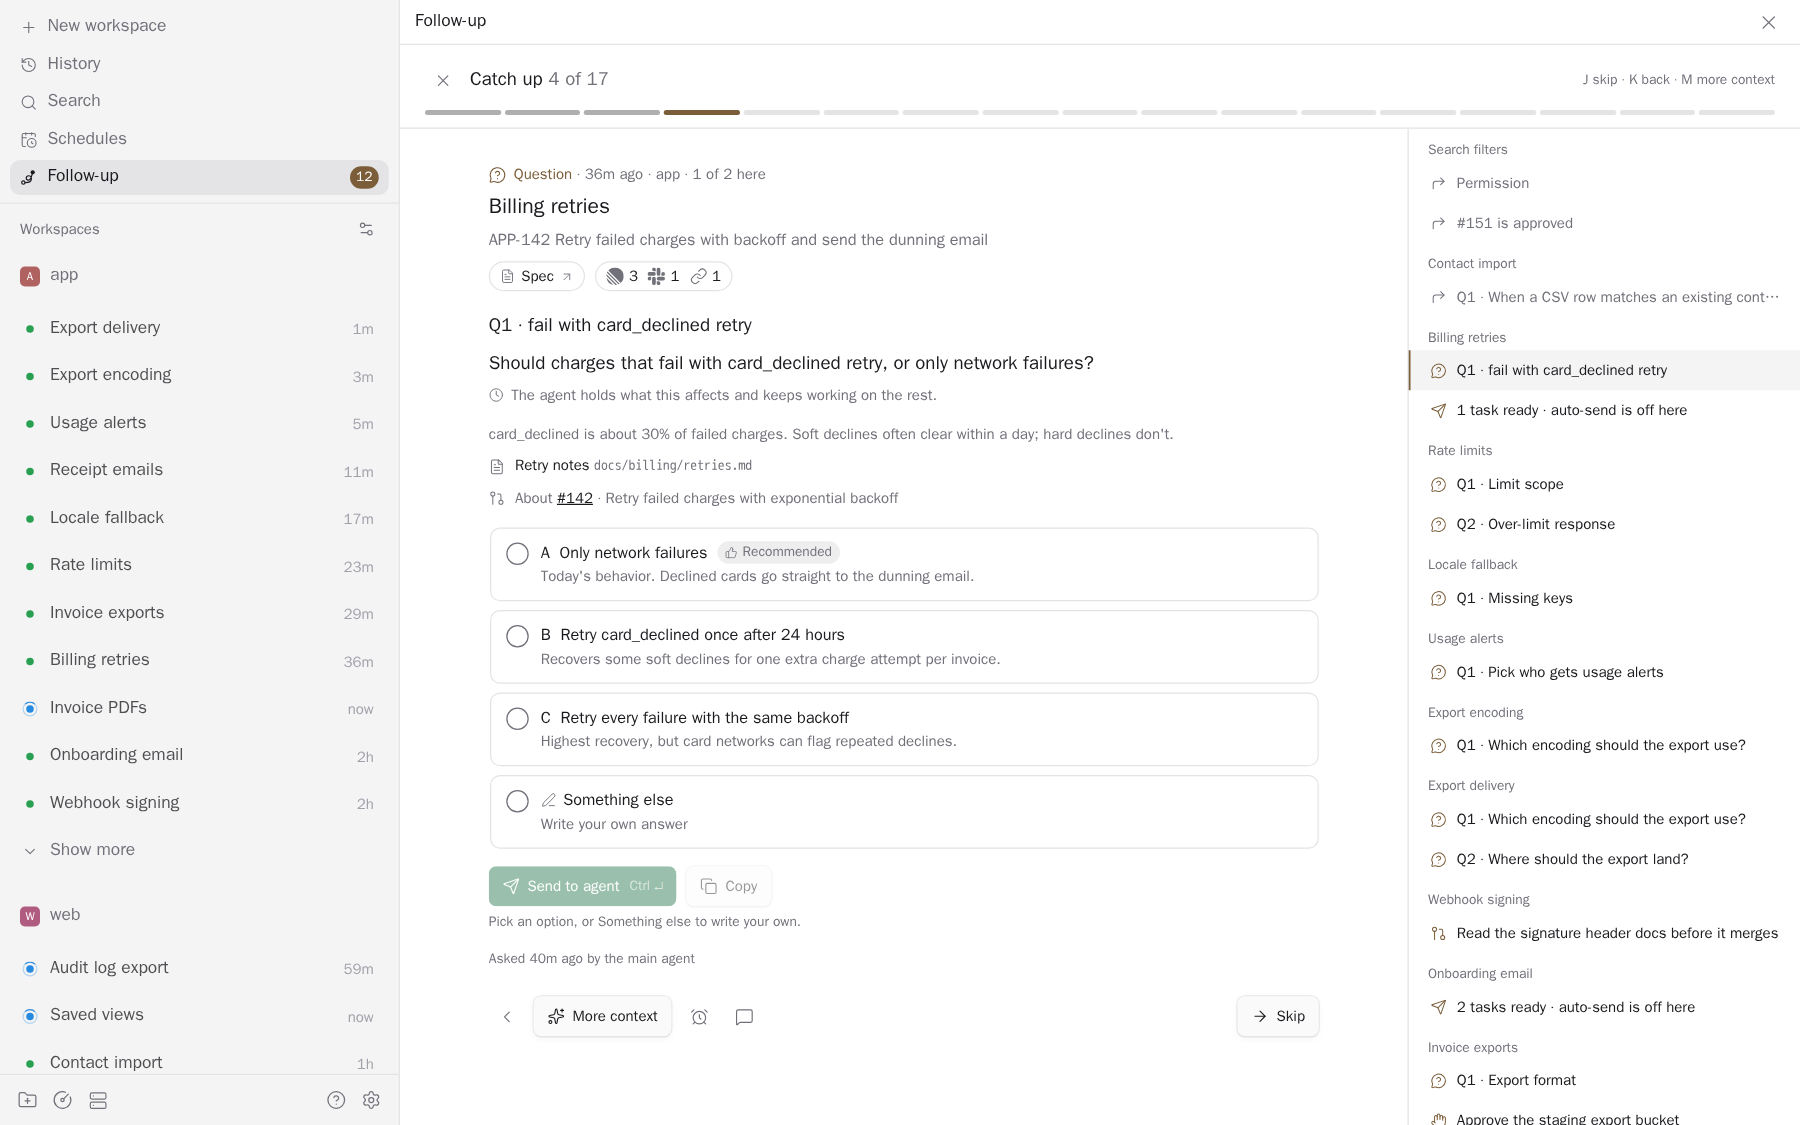 New workspace
History
Search
Schedules
Follow-up 12
Workspaces
A app
Export delivery 1m
Export encoding 3m
Usage alerts 5m
Receipt emails 11m
Locale fallback 17m
Rate limits 23m
Invoice exports 29m
Billing retries 36m
Invoice PDFs now
Onboarding email 2h
Webhook signing 2h
Show more
W web
Audit log export 59m
Saved views now
Contact import 1h
Follow-up
Catch up 4 of 17
J skip · K back · M more context
Question · 36m ago · app · 1 of 2 here
Billing retries
APP-142 Retry failed charges with backoff and send the dunning email
Spec 3 1 1
Q1 · fail with card_declined retry
Should charges that fail with card_declined retry, or only network failures?
The agent holds what this affects and keeps working on the rest.
card_declined is about 30% of failed charges. Soft declines often clear within a day; hard declines don't.
Retry notes docs/billing/retries.md
About #142 · Retry failed charges with exponential backoff
A Only network failures Recommended
Today's behavior. Declined cards go straight to the dunning email.
B Retry card_declined once after 24 hours
Recovers some soft declines for one extra charge attempt per invoice.
C Retry every failure with the same backoff
Highest recovery, but card networks can flag repeated declines.
Something else
Write your own answer
Send to agent Ctrl ↵ Copy
Pick an option, or Something else to write your own.
Asked 40m ago by the main agent
More context
Skip
Search filters
Permission
#151 is approved
Contact import
Q1 · When a CSV row matches an existing cont···
Billing retries
Q1 · fail with card_declined retry
1 task ready · auto-send is off here
Rate limits
Q1 · Limit scope
Q2 · Over-limit response
Locale fallback
Q1 · Missing keys
Usage alerts
Q1 · Pick who gets usage alerts
Export encoding
Q1 · Which encoding should the export use?
Export delivery
Q1 · Which encoding should the export use?
Q2 · Where should the export land?
Webhook signing
Read the signature header docs before it merges
Onboarding email
2 tasks ready · auto-send is off here
Invoice exports
Q1 · Export format
Approve the staging export bucket